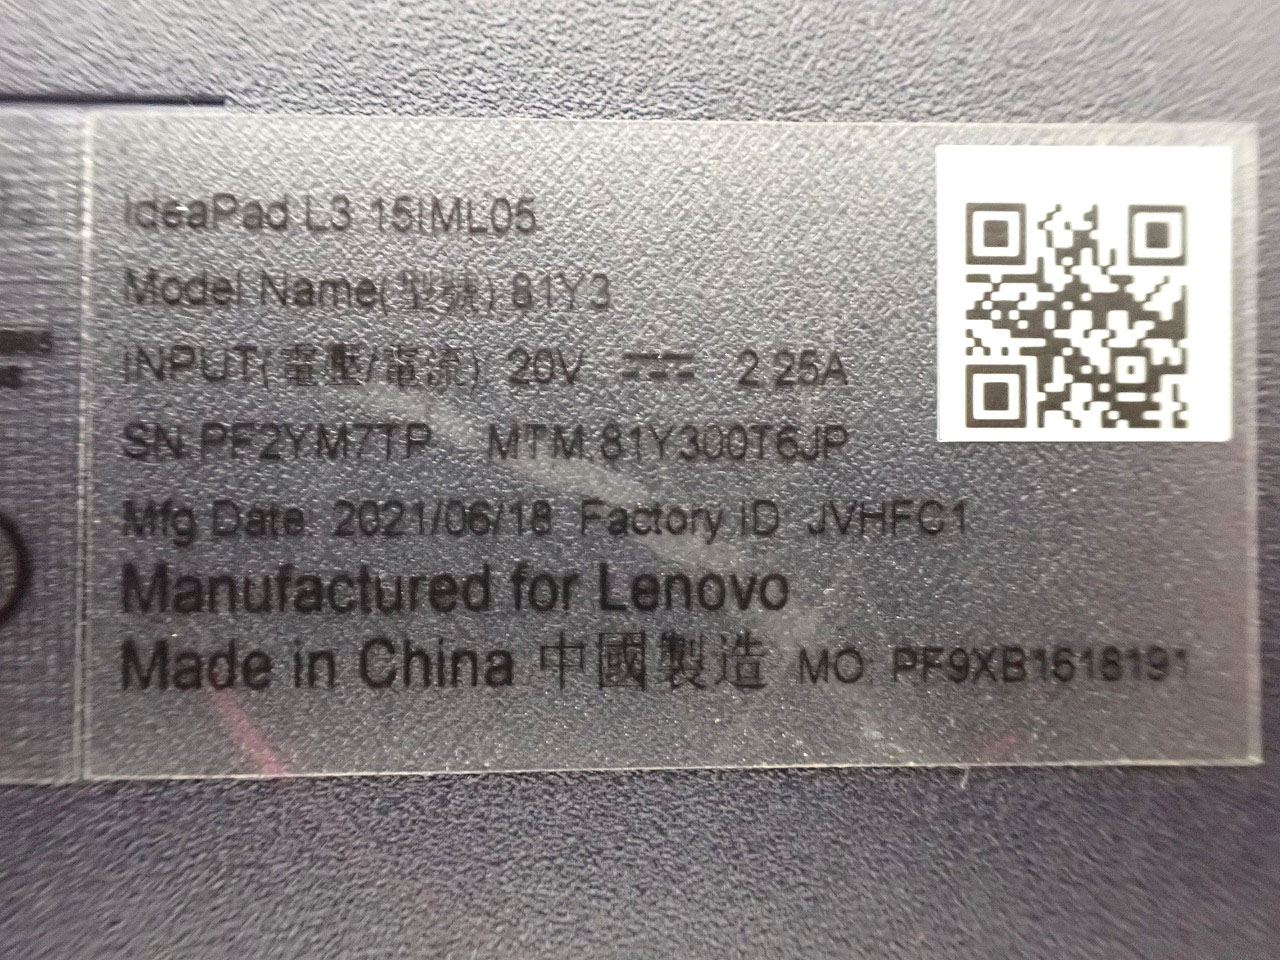 IdeaPad L3 15IML05
Model Name(型號) 81Y3
INPUT(電壓/電流) 20V ⎓ 2.25A
SN:PF2YM7TP MTM:81Y300T6JP
Mfg Date: 2021/06/18 Factory ID: JVHFC1
Manufactured for Lenovo
Made in China 中國製造 MO: PF9XB1618191